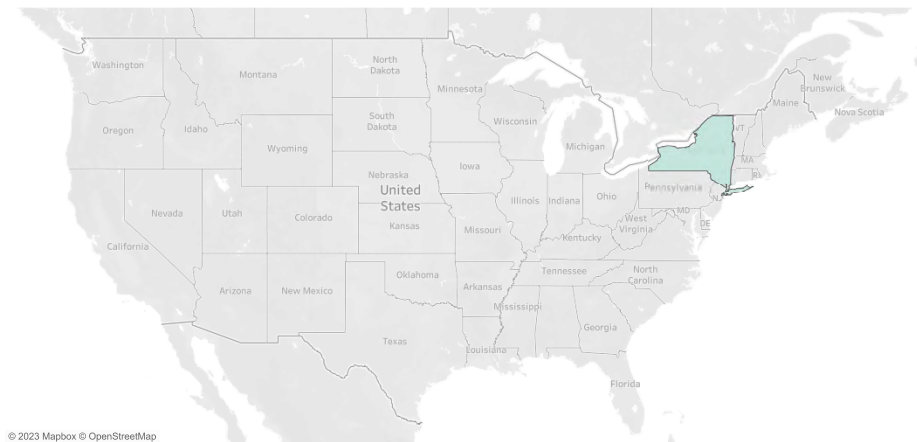 Washington
Montana
North
Dakota
Minnesota
New
Brunswick
Maine
Nova Scotia
Oregon
Idaho
South
Dakota
Wisconsin
Michigan
VT
Wyoming
Iowa
MA
RI
Nebraska
United
States
Pennsylvania
Nevada
Utah
Colorado
Kansas
Illinois
Indiana
Ohio
NJ
MD
DE
West
Virginia
Missouri
Kentucky
California
Arizona
New Mexico
Oklahoma
Arkansas
Tennessee
North
Carolina
Mississippi
Georgia
Texas
Louisiana
Florida
© 2023 Mapbox © OpenStreetMap